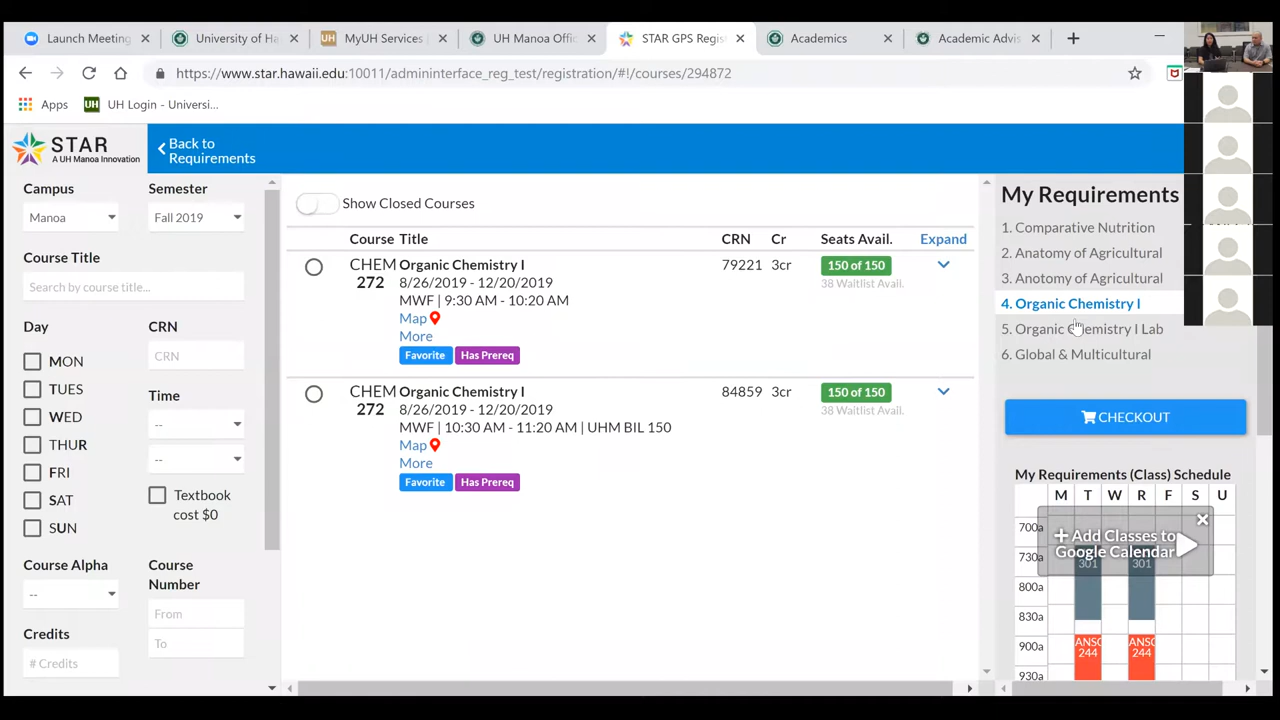 Launch Meeting
University of Ha
MyUH Services
UH Manoa Offic
STAR GPS Regis
Academics
Academic Advis
https://www.star.hawaii.edu:10011/admininterface_reg_test/registration/#!/courses/294872
Apps
UH Login - Universi...
STAR
A UH Manoa Innovation
Back to
Requirements
Campus
Semester
Manoa
Fall 2019
Course Title
Search by course title...
Day
CRN
MON
CRN
TUES
WED
Time
THUR
--
FRI
--
SAT
Textbook
cost $0
SUN
Course Alpha
Course
Number
--
From
To
Credits
# Credits
Show Closed Courses
Course Title CRN Cr Seats Avail. Expand
CHEM Organic Chemistry I 79221 3cr 150 of 150
272 8/26/2019 - 12/20/2019 38 Waitlist Avail.
MWF | 9:30 AM - 10:20 AM
Map
More
Favorite Has Prereq
CHEM Organic Chemistry I 84859 3cr 150 of 150
272 8/26/2019 - 12/20/2019 38 Waitlist Avail.
MWF | 10:30 AM - 11:20 AM | UHM BIL 150
Map
More
Favorite Has Prereq
My Requirements
1. Comparative Nutrition
2. Anatomy of Agricultural
3. Anotomy of Agricultural
4. Organic Chemistry I
5. Organic Chemistry I Lab
6. Global & Multicultural
CHECKOUT
My Requirements (Class) Schedule
M T W R F S U
700a
+ Add Classes to
Google Calendar
730a
301 301
800a
830a
900a
ANSC
244
ANSC
244
930a